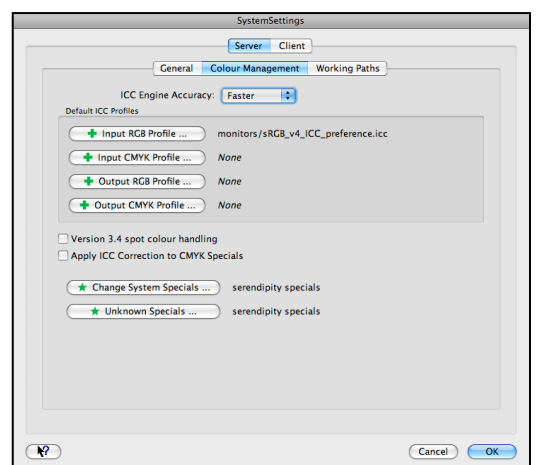 SystemSettings
Server Client
General Colour Management Working Paths
ICC Engine Accuracy: Faster
Default ICC Profiles
Input RGB Profile ... monitors/sRGB_v4_ICC_preference.icc
Input CMYK Profile ... None
Output RGB Profile ... None
Output CMYK Profile ... None
Version 3.4 spot colour handling
Apply ICC Correction to CMYK Specials
Change System Specials ... serendipity specials
Unknown Specials ... serendipity specials
? Cancel OK